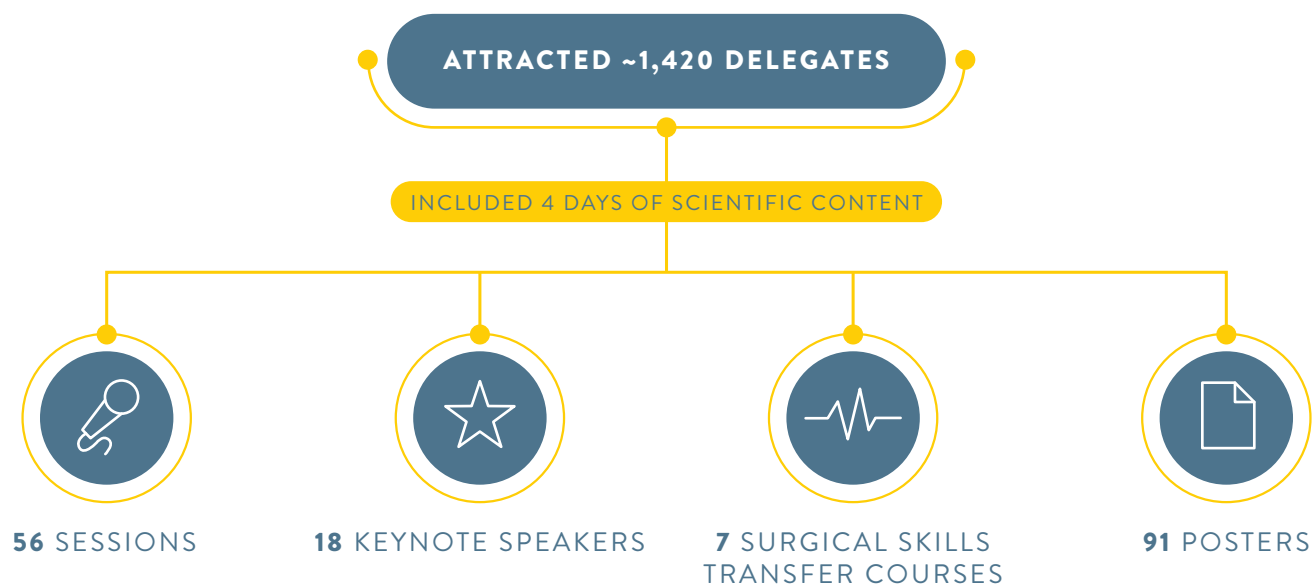 ATTRACTED ~1,420 DELEGATES
INCLUDED 4 DAYS OF SCIENTIFIC CONTENT
56 SESSIONS
18 KEYNOTE SPEAKERS
7 SURGICAL SKILLS
TRANSFER COURSES
91 POSTERS